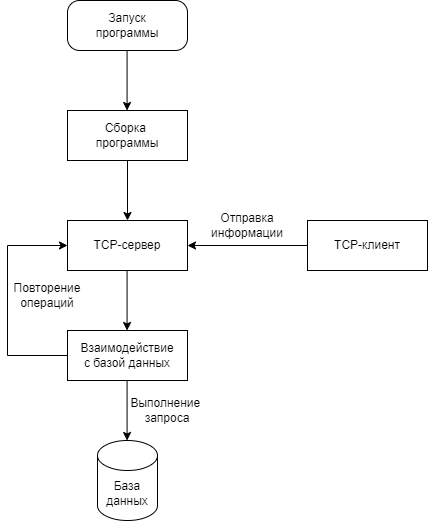 Запуск
программы
Сборка
программы
Отправка
информации
TCP-сервер
TCP-клиент
Повторение
операций
Взаимодействие
с базой данных
Выполнение
запроса
База
данных